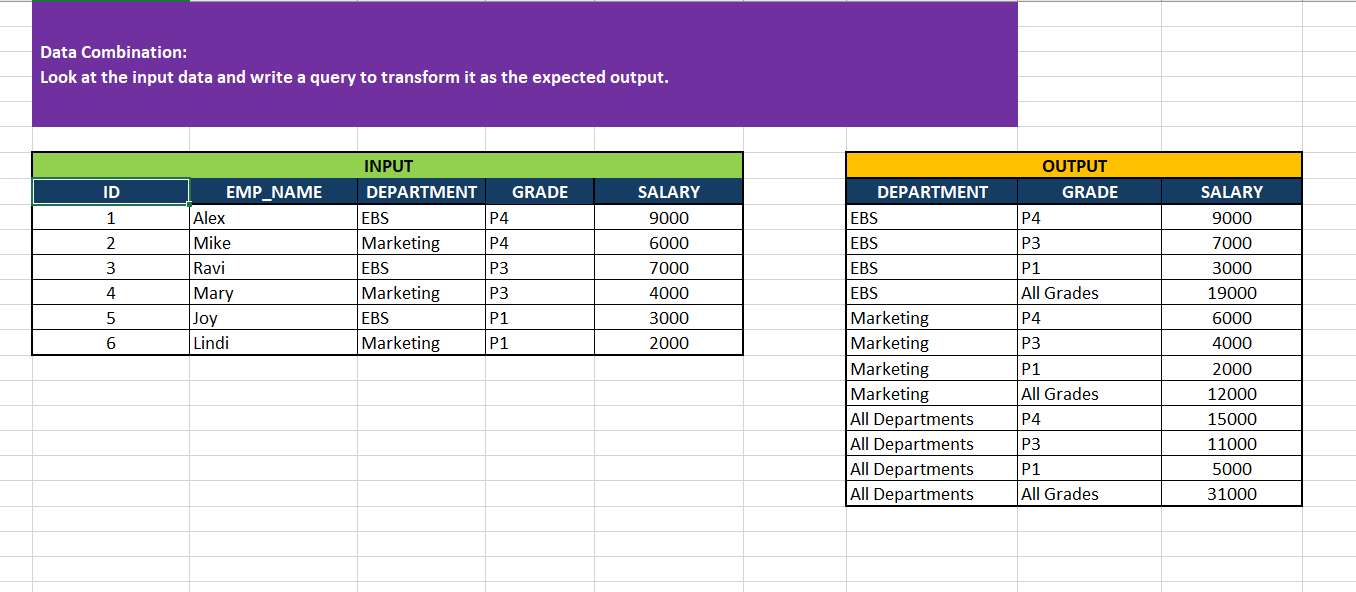 Data Combination:
Look at the input data and write a query to transform it as the expected output.
INPUT
ID EMP_NAME DEPARTMENT GRADE SALARY
1 Alex EBS P4 9000
2 Mike Marketing P4 6000
3 Ravi EBS P3 7000
4 Mary Marketing P3 4000
5 Joy EBS P1 3000
6 Lindi Marketing P1 2000
OUTPUT
DEPARTMENT GRADE SALARY
EBS P4 9000
EBS P3 7000
EBS P1 3000
EBS All Grades 19000
Marketing P4 6000
Marketing P3 4000
Marketing P1 2000
Marketing All Grades 12000
All Departments P4 15000
All Departments P3 11000
All Departments P1 5000
All Departments All Grades 31000